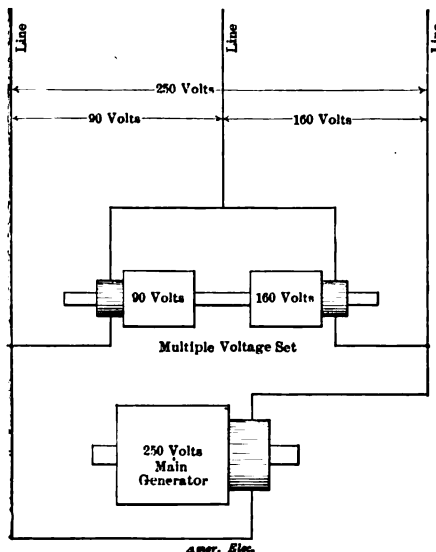 Line
Line
Line
250 Volts
90 Volts
160 Volts
90 Volts
160 Volts
Multiple Voltage Set
250 Volts
Main
Generator
Amer. Elec.